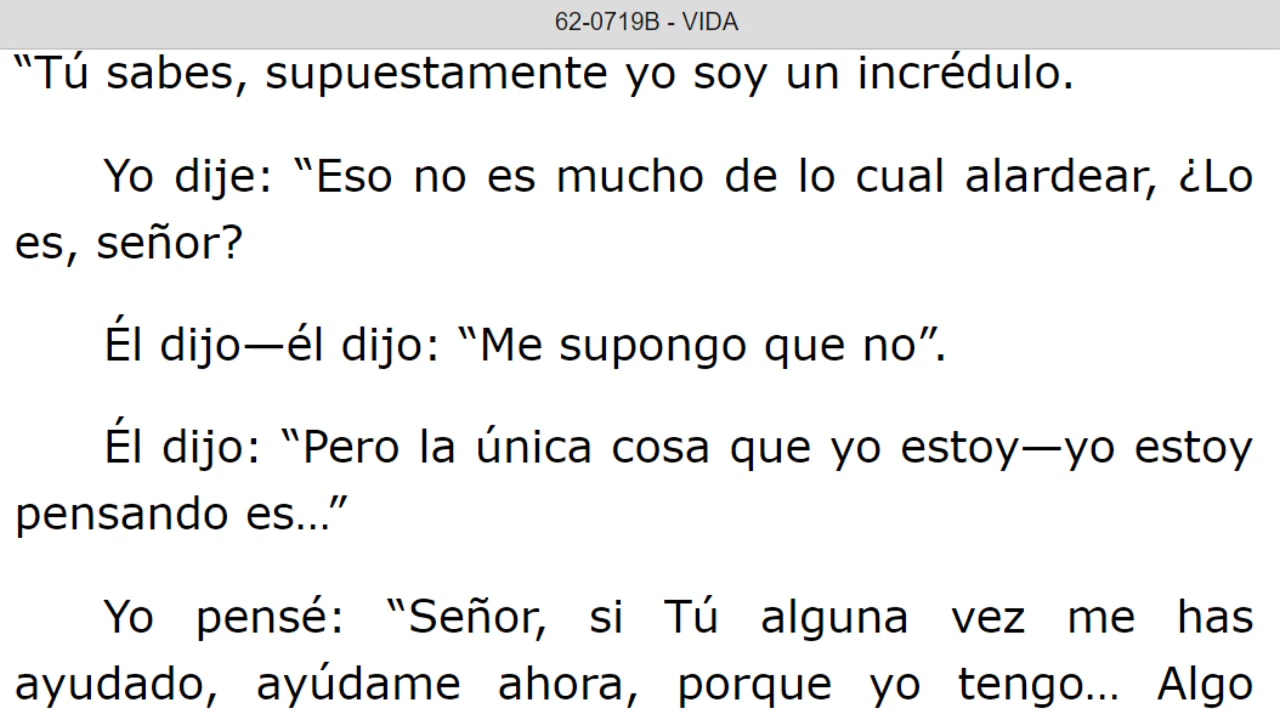 62-0719B - VIDA
“Tú sabes, supuestamente yo soy un incrédulo.
Yo dije: “Eso no es mucho de lo cual alardear, ¿Lo
es, señor?
Él dijo—él dijo: “Me supongo que no”.
Él dijo: “Pero la única cosa que yo estoy—yo estoy
pensando es...”
Yo pensé: “Señor, si Tú alguna vez me has
ayudado, ayúdame ahora, porque yo tengo... Algo